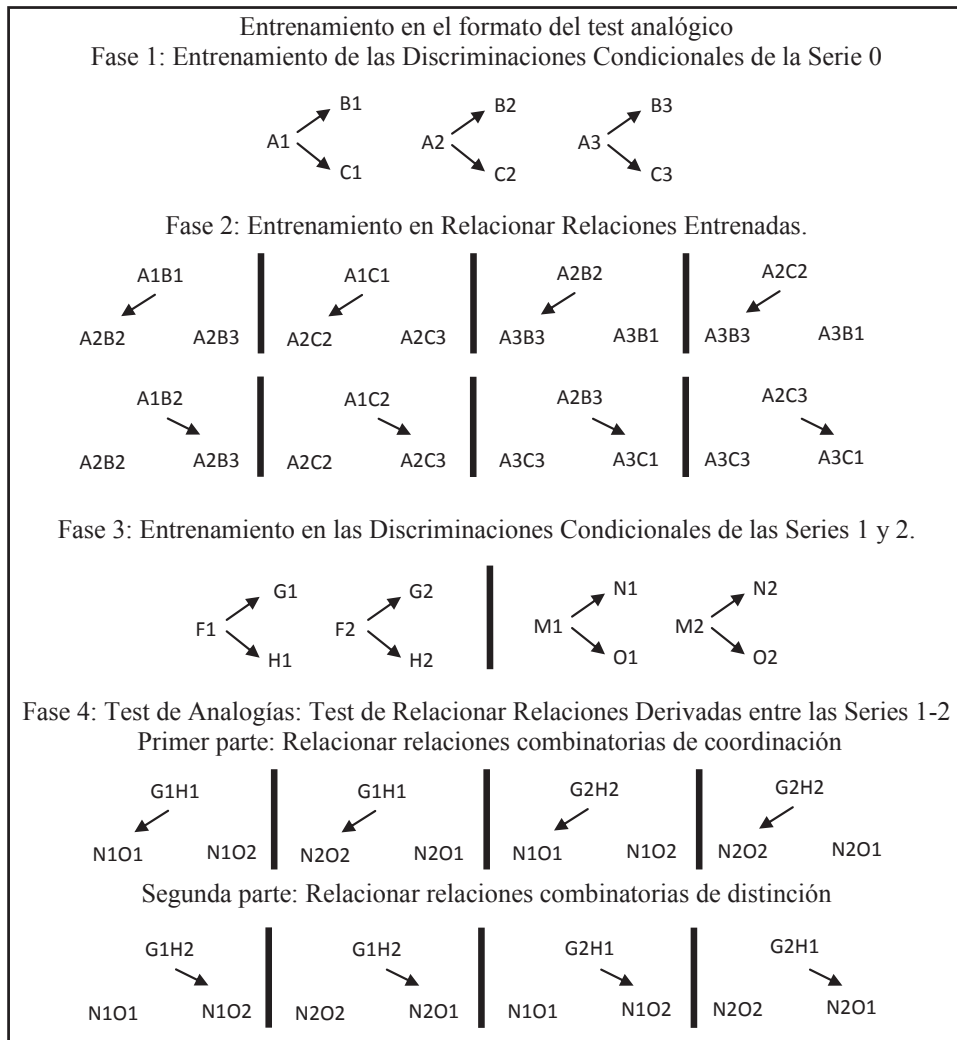 Entrenamiento en el formato del test analógico
Fase 1: Entrenamiento de las Discriminaciones Condicionales de la Serie 0
B1 B2 B3
A1 A2 A3
C1 C2 C3
Fase 2: Entrenamiento en Relacionar Relaciones Entrenadas.
A1B1 A1C1 A2B2 A2C2
A2B2 A2B3 A2C2 A2C3 A3B3 A3B1 A3B3 A3B1
A1B2 A1C2 A2B3 A2C3
A2B2 A2B3 A2C2 A2C3 A3C3 A3C1 A3C3 A3C1
Fase 3: Entrenamiento en las Discriminaciones Condicionales de las Series 1 y 2.
G1 G2 N1 N2
F1 F2 M1 M2
H1 H2 O1 O2
Fase 4: Test de Analogías: Test de Relacionar Relaciones Derivadas entre las Series 1-2
Primer parte: Relacionar relaciones combinatorias de coordinación
G1H1 G1H1 G2H2 G2H2
N1O1 N1O2 N2O2 N2O1 N1O1 N1O2 N2O2 N2O1
Segunda parte: Relacionar relaciones combinatorias de distinción
G1H2 G1H2 G2H1 G2H1
N1O1 N1O2 N2O2 N2O1 N1O1 N1O2 N2O2 N2O1